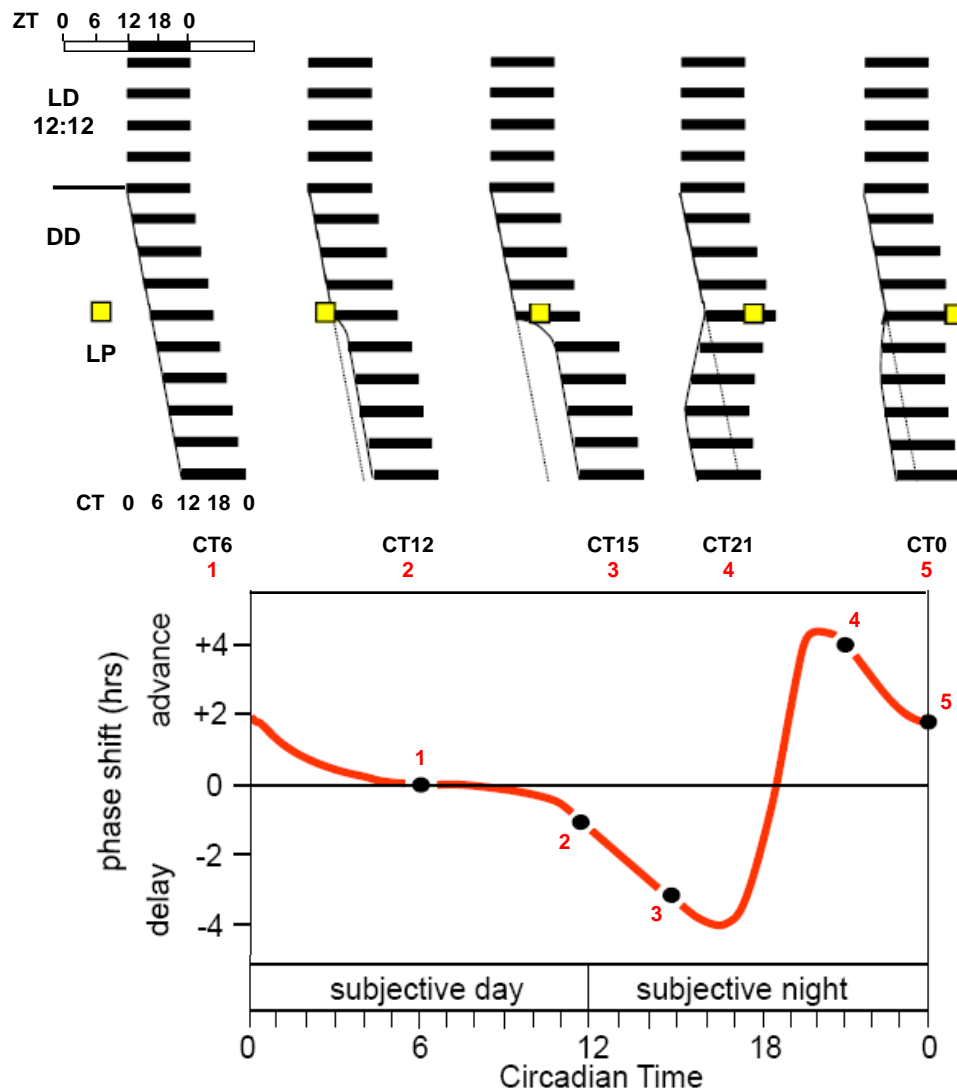 ZT 0 6 12 18 0
LD
12:12
DD
LP
CT 0 6 12 18 0
CT6 CT12 CT15 CT21 CT0
1 2 3 4 5
phase shift (hrs)
delay advance
+4
+2
0
-2
-4
1
2
3
4
5
subjective day subjective night
0 6 12 18 0
Circadian Time